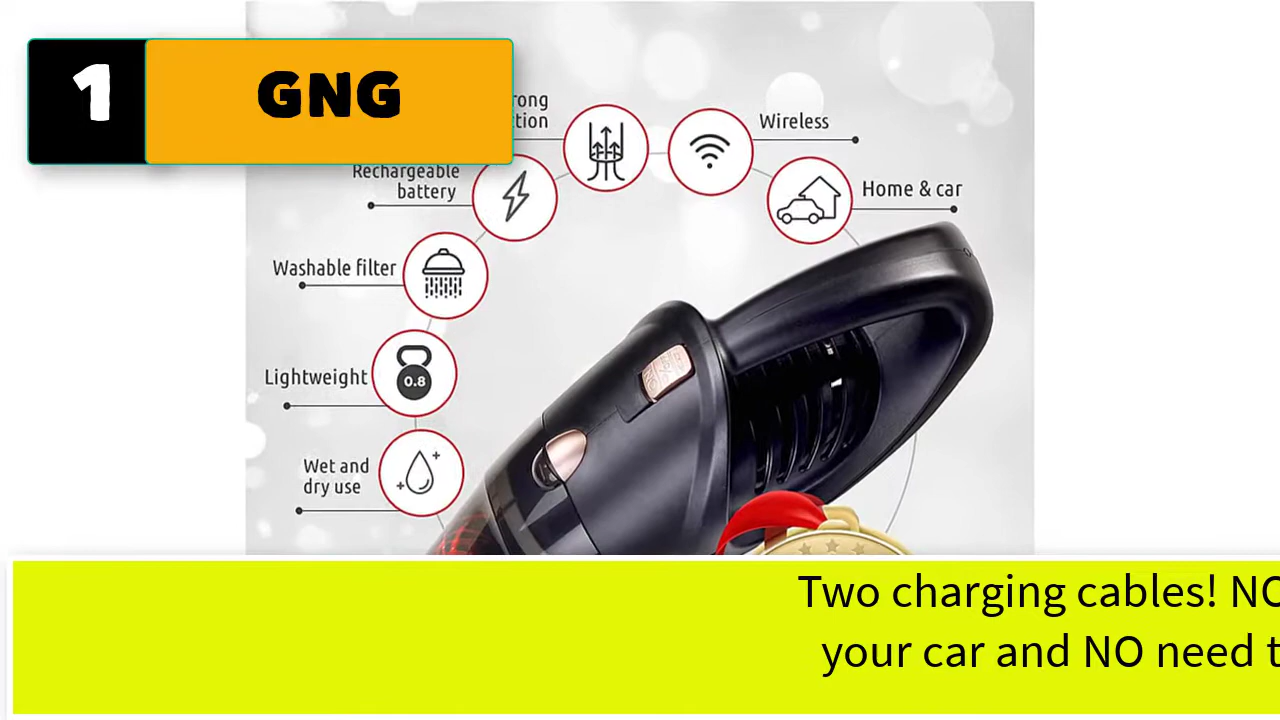 1 GNG
Wireless
Rechargeable
battery
Home & car
Washable filter
Lightweight
0.8
Wet and
dry use
Two charging cables!
your car and NO need